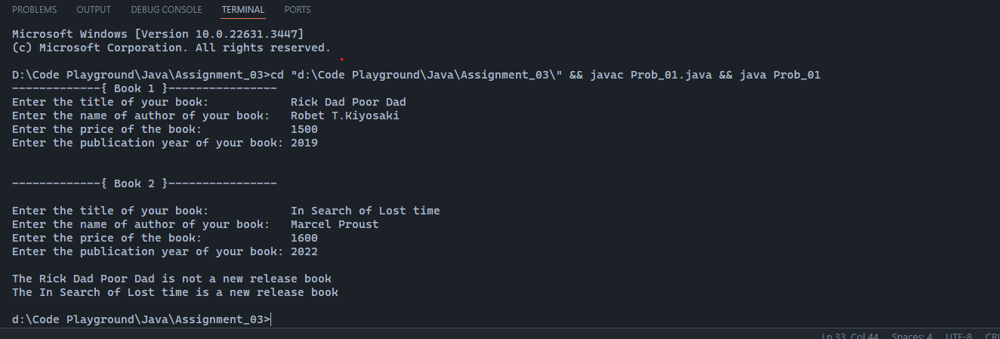 PROBLEMS OUTPUT DEBUG CONSOLE TERMINAL PORTS
Microsoft Windows [Version 10.0.22631.3447]
(c) Microsoft Corporation. All rights reserved.
D:\Code Playground\Java\Assignment_03>cd "d:\Code Playground\Java\Assignment_03\" && javac Prob_01.java && java Prob_01
-------------{ Book 1 }----------------
Enter the title of your book: Rick Dad Poor Dad
Enter the name of author of your book: Robet T.Kiyosaki
Enter the price of the book: 1500
Enter the publication year of your book: 2019
-------------{ Book 2 }----------------
Enter the title of your book: In Search of Lost time
Enter the name of author of your book: Marcel Proust
Enter the price of the book: 1600
Enter the publication year of your book: 2022
The Rick Dad Poor Dad is not a new release book
The In Search of Lost time is a new release book
d:\Code Playground\Java\Assignment_03>
Ln 33, Col 44 Spaces: 4 UTF-8